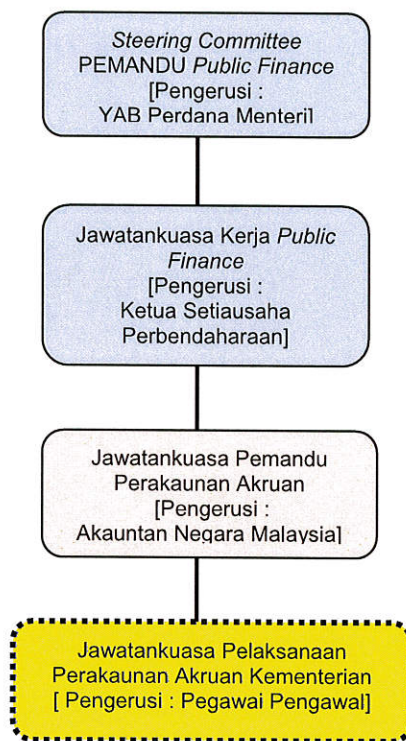 Steering Committee
PEMANDU Public Finance
[Pengerusi :
YAB Perdana Menteri]
Jawatankuasa Kerja Public
Finance
[Pengerusi :
Ketua Setiausaha
Perbendaharaan]
Jawatankuasa Pemandu
Perakaunan Akruan
[Pengerusi :
Akauntan Negara Malaysia]
Jawatankuasa Pelaksanaan
Perakaunan Akruan Kementerian
[ Pengerusi : Pegawai Pengawal]